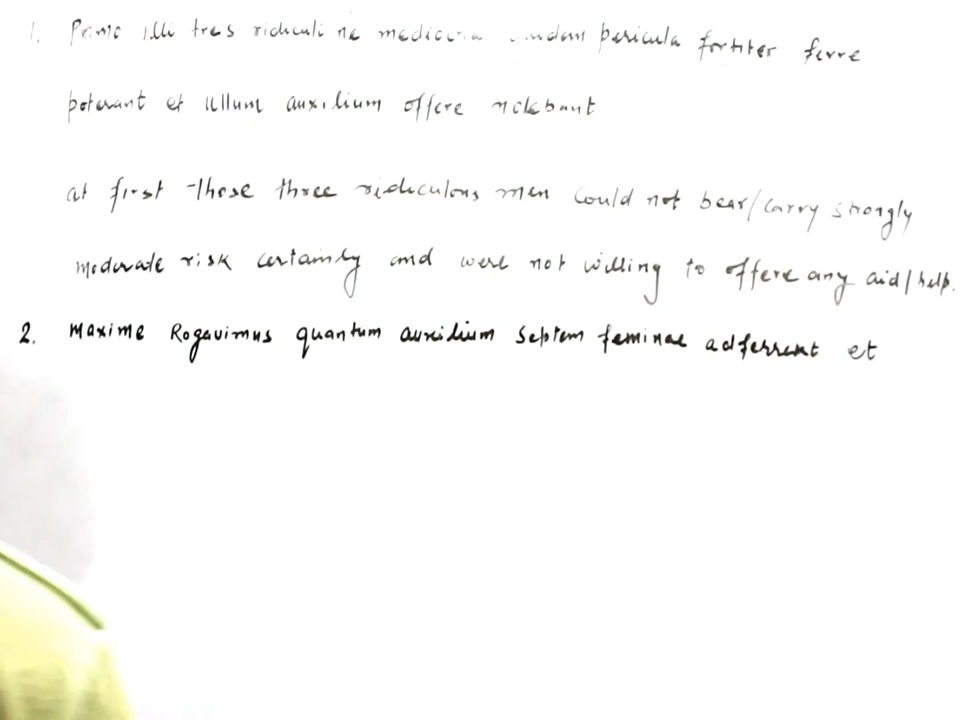 1. Primo illi tres ridiculi ne mediocria pericula fortiter ferre
poterant et ullum auxilium offere nolebant
at first those three ridiculous men could not bear/carry strongly
moderate risk certainly and were not willing to offere any aid/help.
2. Maxime Rogavimus quantum auxilium septem feminae adferrent et